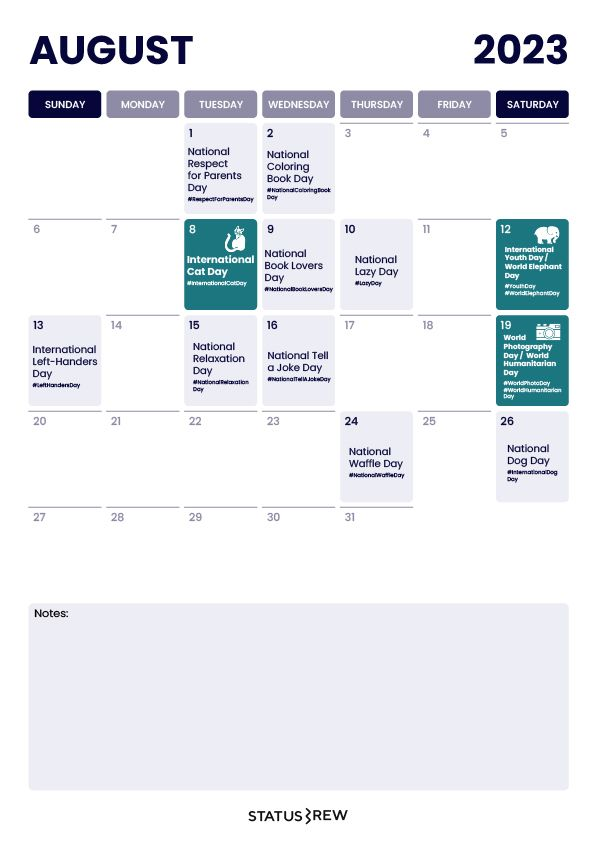 AUGUST 2023
SUNDAY MONDAY TUESDAY WEDNESDAY THURSDAY FRIDAY SATURDAY
1
National
Respect
for Parents
Day
#RespectForParentsDay
2
National
Coloring
Book Day
#NationalColoringBook
Day
3
4
5
6
7
8
International
Cat Day
#InternationalCatDay
9
National
Book Lovers
Day
#NationalBookLoversDay
10
National
Lazy Day
#LazyDay
11
12
International
Youth Day /
World Elephant
Day
#YouthDay
#WorldElephantDay
13
International
Left-Handers
Day
#LeftHandersDay
14
15
National
Relaxation
Day
#NationalRelaxation
Day
16
National Tell
a Joke Day
#NationalTellAJokeDay
17
18
19
World
Photography
Day / World
Humanitarian
Day
#WorldPhotoDay
#WorldHumanitarian
Day
20
21
22
23
24
National
Waffle Day
#NationalWaffleDay
25
26
National
Dog Day
#InternationalDog
Day
27
28
29
30
31
Notes:
STATUSBREW